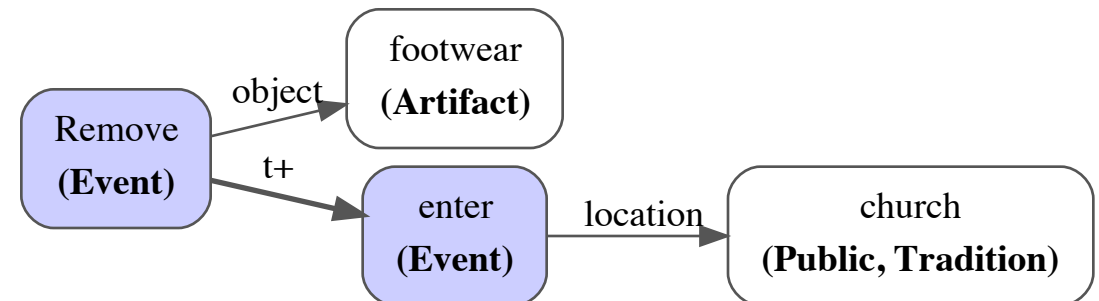 footwear
(Artifact)
object
Remove
(Event)
t+
enter
(Event)
location
church
(Public, Tradition)